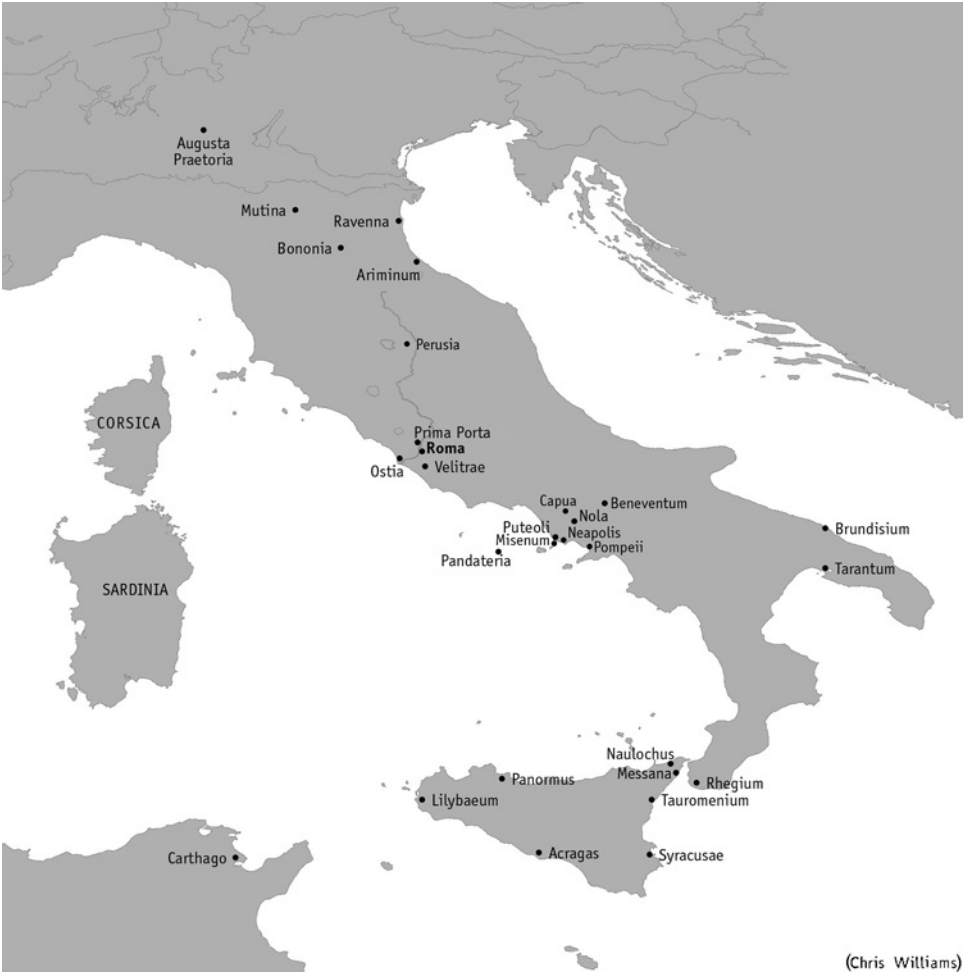 Augusta
Praetoria
Mutina
Ravenna
Bononia
Ariminum
Perusia
CORSICA
Prima Porta
Roma
Ostia
Velitrae
Capua
Beneventum
Nola
Puteoli
Neapolis
Misenum
Pompeii
Pandateria
Brundisium
Tarantum
SARDINIA
Naulochus
Messana
Panormus
Rhegium
Lilybaeum
Tauromenium
Carthago
Acragas
Syracusae
(Chris Williams)